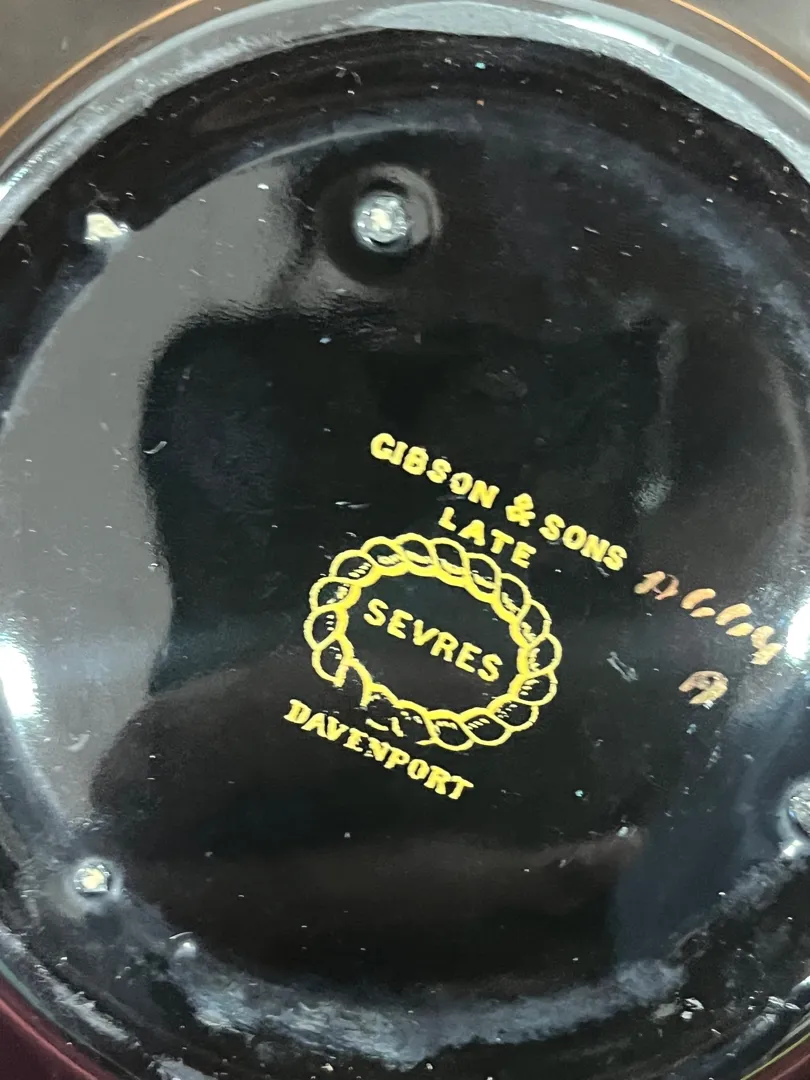 GIBSON & SONS
LATE
SEVRES
DAVENPORT